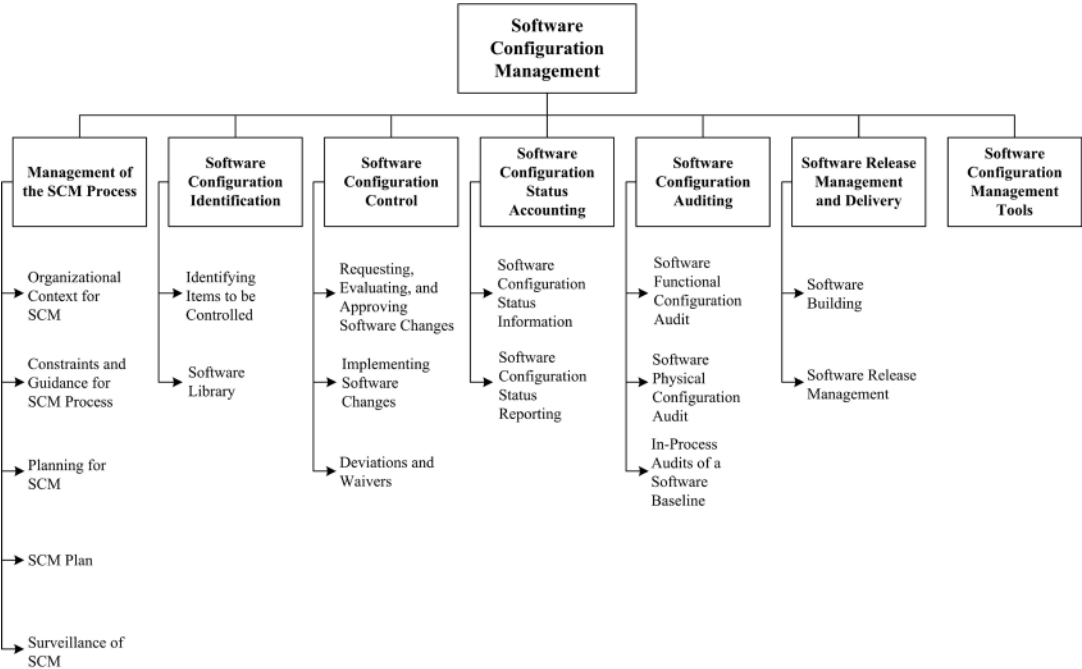 Software
Configuration
Management
Management of
the SCM Process
Organizational
Context for
SCM
Constraints and
Guidance for
SCM Process
Planning for
SCM
SCM Plan
Surveillance of
SCM
Software
Configuration
Identification
Identifying
Items to be
Controlled
Software
Library
Software
Configuration
Control
Requesting,
Evaluating, and
Approving
Software Changes
Implementing
Software
Changes
Deviations and
Waivers
Software
Configuration
Status
Accounting
Software
Configuration
Status
Information
Software
Configuration
Status
Reporting
Software
Configuration
Auditing
Software
Functional
Configuration
Audit
Software
Physical
Configuration
Audit
In-Process
Audits of a
Software
Baseline
Software Release
Management
and Delivery
Software
Building
Software Release
Management
Software
Configuration
Management
Tools